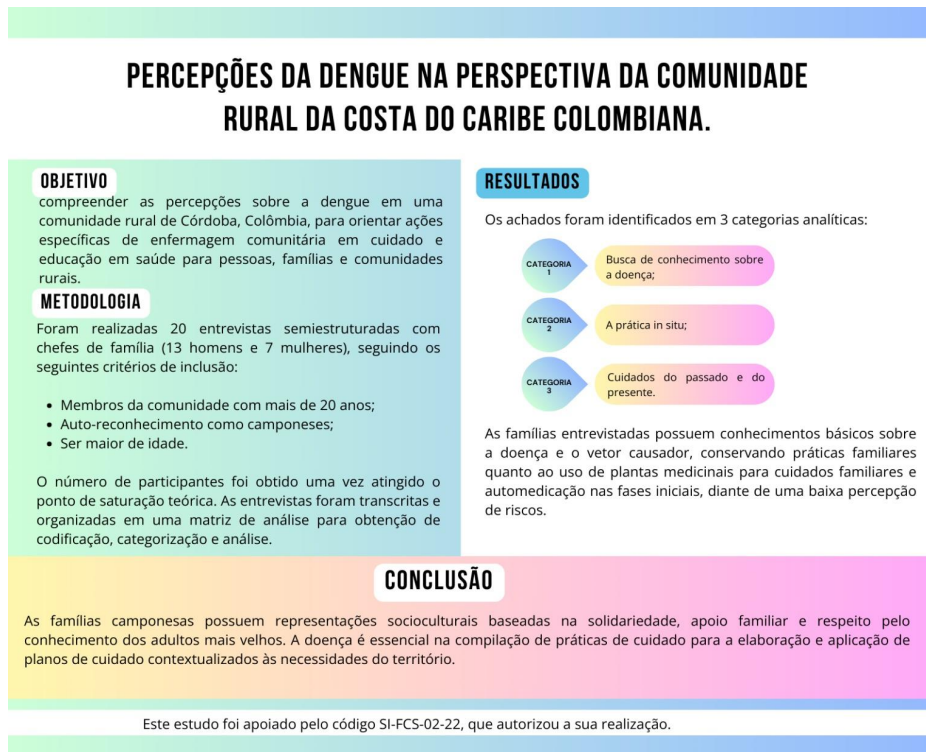 PERCEPÇÕES DA DENGUE NA PERSPECTIVA DA COMUNIDADE
RURAL DA COSTA DO CARIBE COLOMBIANA.
OBJETIVO
compreender as percepções sobre a dengue em uma
comunidade rural de Córdoba, Colômbia, para orientar ações
específicas de enfermagem comunitária em cuidado e
educação em saúde para pessoas, famílias e comunidades
rurais.
METODOLOGIA
Foram realizadas 20 entrevistas semiestruturadas com
chefes de família (13 homens e 7 mulheres), seguindo os
seguintes critérios de inclusão:
• Membros da comunidade com mais de 20 anos;
• Auto-reconhecimento como camponeses;
• Ser maior de idade.
O número de participantes foi obtido uma vez atingido o
ponto de saturação teórica. As entrevistas foram transcritas e
organizadas em uma matriz de análise para obtenção de
codificação, categorização e análise.
RESULTADOS
Os achados foram identificados em 3 categorias analíticas:
CATEGORIA
1
Busca de conhecimento sobre
a doença;
CATEGORIA
2
A prática in situ;
CATEGORIA
3
Cuidados do passado e do
presente.
As famílias entrevistadas possuem conhecimentos básicos sobre
a doença e o vetor causador, conservando práticas familiares
quanto ao uso de plantas medicinais para cuidados familiares e
automedicação nas fases iniciais, diante de uma baixa percepção
de riscos.
CONCLUSÃO
As famílias camponesas possuem representações socioculturais baseadas na solidariedade, apoio familiar e respeito pelo
conhecimento dos adultos mais velhos. A doença é essencial na compilação de práticas de cuidado para a elaboração e aplicação de
planos de cuidado contextualizados às necessidades do território.
Este estudo foi apoiado pelo código SI-FCS-02-22, que autorizou a sua realização.